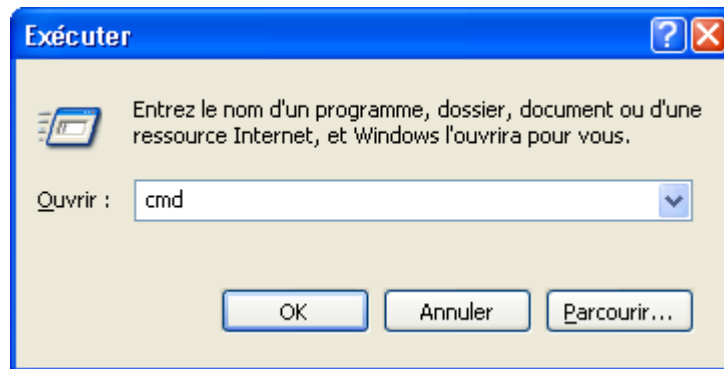 Exécuter
Entrez le nom d'un programme, dossier, document ou d'une
ressource Internet, et Windows l'ouvrira pour vous.
Ouvrir : cmd
OK Annuler Parcourir...